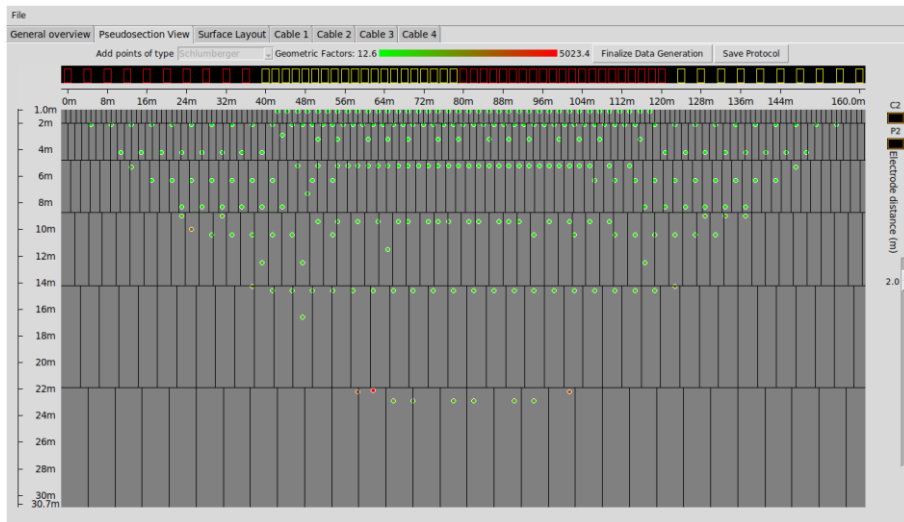 File
General overview Pseudosection View Surface Layout Cable 1 Cable 2 Cable 3 Cable 4
Add points of type Schlumberger Geometric Factors: 12.6 5023.4 Finalize Data Generation Save Protocol
0m 8m 16m 24m 32m 40m 48m 56m 64m 72m 80m 88m 96m 104m 112m 120m 128m 136m 144m 160.0m
C2
P2
Electrode distance (m)
2.0
1.0m
2m
4m
6m
8m
10m
12m
14m
16m
18m
20m
22m
24m
26m
28m
30m
30.7m